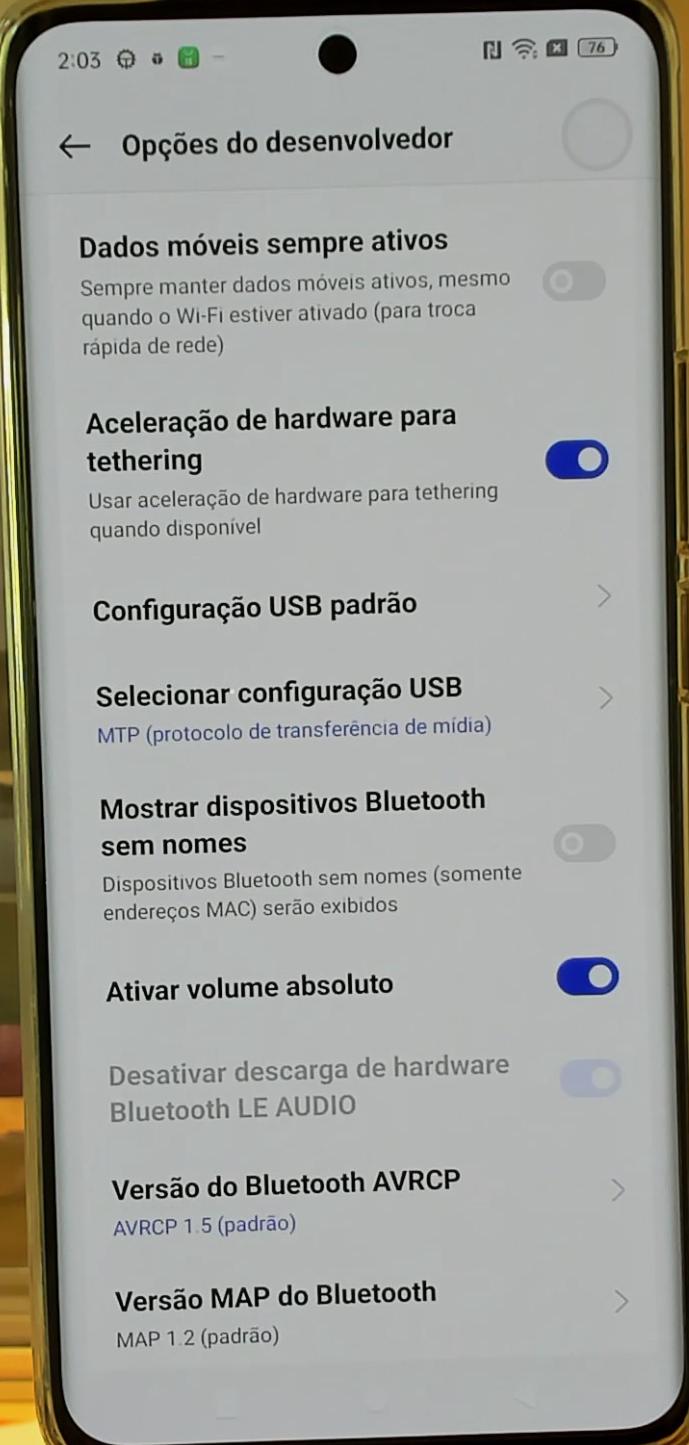 2:03
76
Opções do desenvolvedor
Dados móveis sempre ativos
Sempre manter dados móveis ativos, mesmo
quando o Wi-Fi estiver ativado (para troca
rápida de rede)
Aceleração de hardware para
tethering
Usar aceleração de hardware para tethering
quando disponível
Configuração USB padrão
Selecionar configuração USB
MTP (protocolo de transferência de mídia)
Mostrar dispositivos Bluetooth
sem nomes
Dispositivos Bluetooth sem nomes (somente
endereços MAC) serão exibidos
Ativar volume absoluto
Desativar descarga de hardware
Bluetooth LE AUDIO
Versão do Bluetooth AVRCP
AVRCP 1.5 (padrão)
Versão MAP do Bluetooth
MAP 1.2 (padrão)